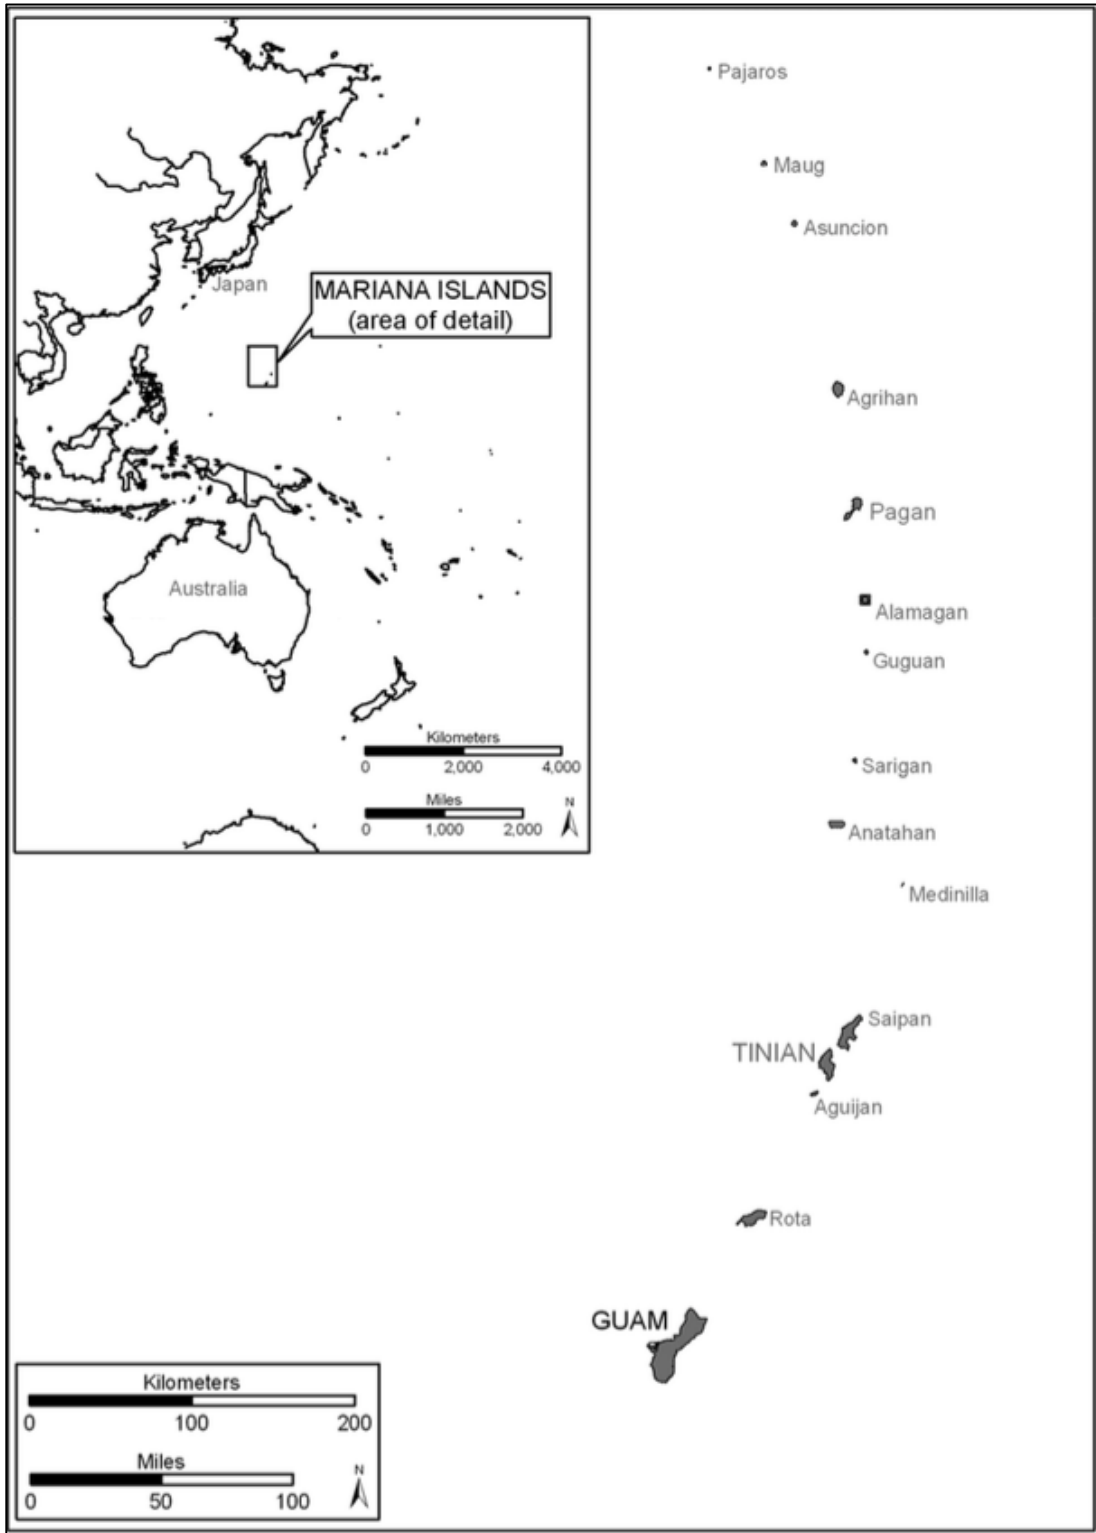 Japan
MARIANA ISLANDS
(area of detail)
Australia
Kilometers
0 2,000 4,000
Miles
0 1,000 2,000
N
Pajaros
Maug
Asuncion
Agrihan
Pagan
Alamagan
Guguan
Sarigan
Anatahan
Medinilla
Saipan
TINIAN
Aguijan
Rota
GUAM
Kilometers
0 100 200
Miles
0 50 100
N